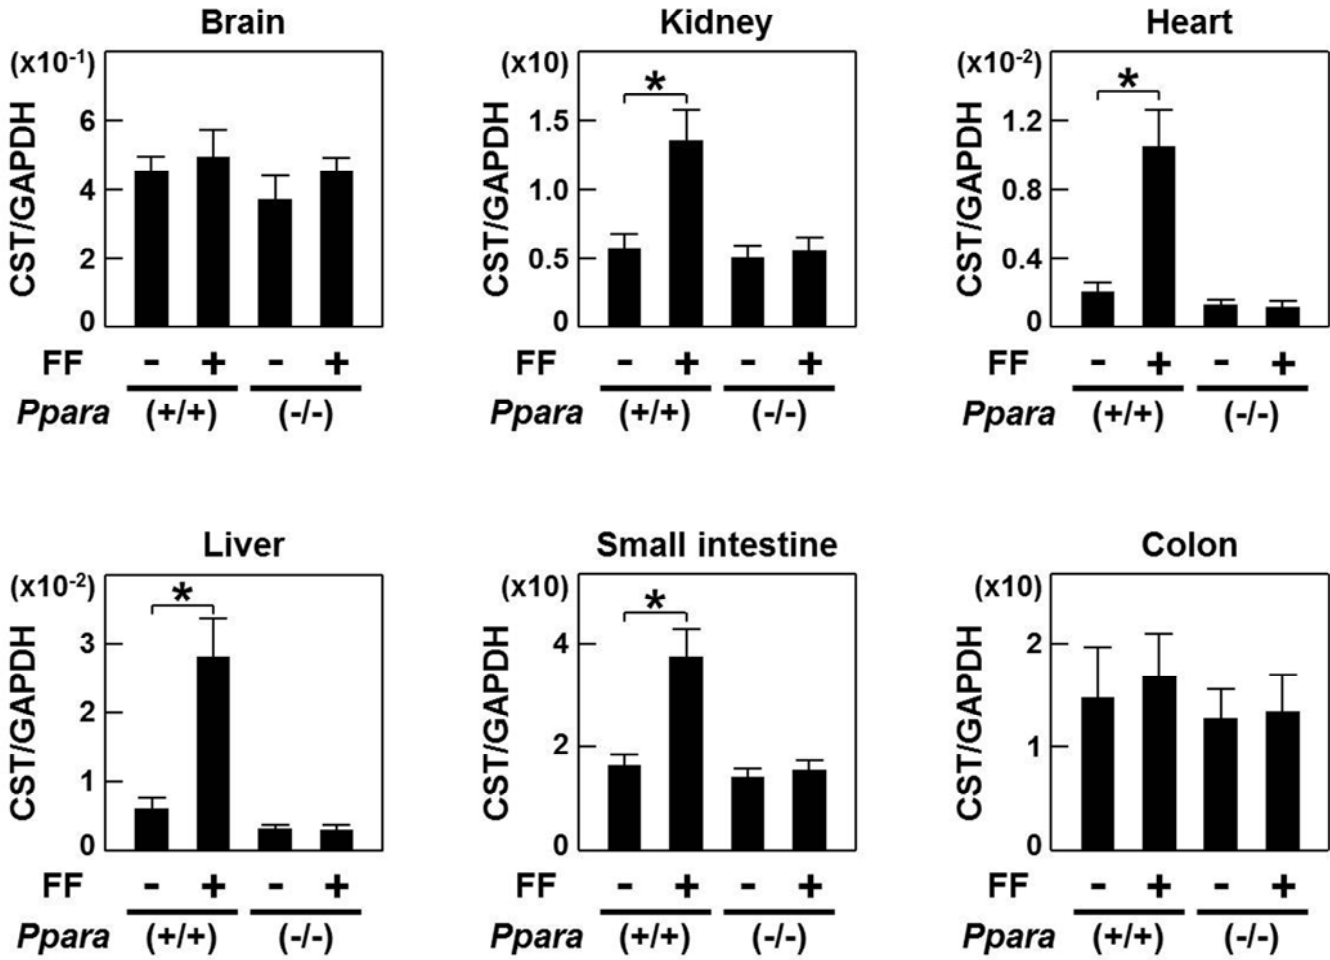 Brain
(x10-1)
CST/GAPDH
6
4
2
0
FF - + - +
Ppara (+/+) (-/-)
Kidney
(x10)
*
CST/GAPDH
1.5
1.0
0.5
0
- + - +
(+/+) (-/-)
Heart
(x10-2)
*
CST/GAPDH
1.2
0.8
0.4
0
FF - + - +
Ppara (+/+) (-/-)
Liver
(x10-2)
*
CST/GAPDH
3
2
1
0
FF - + - +
Ppara (+/+) (-/-)
Small intestine
(x10)
*
CST/GAPDH
4
2
0
FF - + - +
Ppara (+/+) (-/-)
Colon
(x10)
CST/GAPDH
2
1
0
FF - + - +
Ppara (+/+) (-/-)